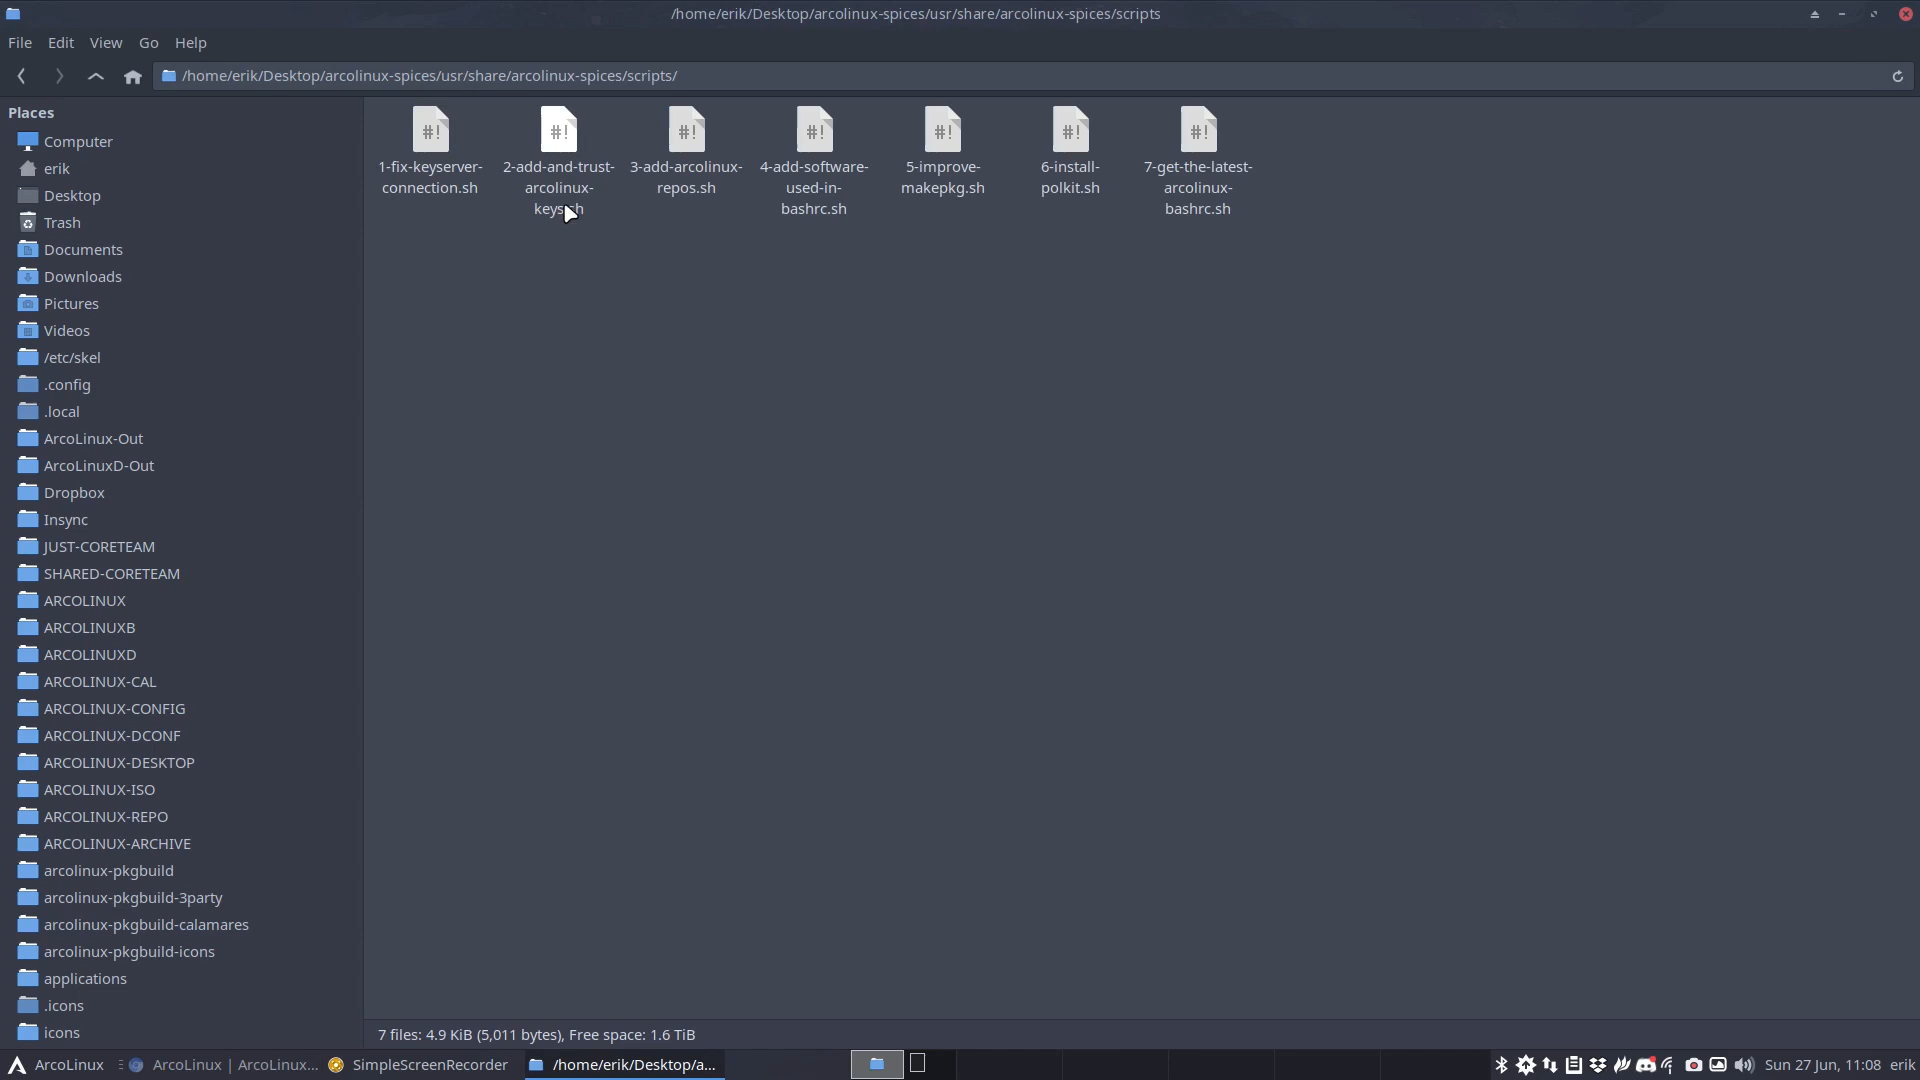 /home/erik/Desktop/arcolinux-spices/usr/share/arcolinux-spices/scripts
File Edit View Go Help
/home/erik/Desktop/arcolinux-spices/usr/share/arcolinux-spices/scripts/
Places
Computer
erik
Desktop
Trash
Documents
Downloads
Pictures
Videos
/etc/skel
.config
.local
ArcoLinux-Out
ArcoLinuxD-Out
Dropbox
Insync
JUST-CORETEAM
SHARED-CORETEAM
ARCOLINUX
ARCOLINUXB
ARCOLINUXD
ARCOLINUX-CAL
ARCOLINUX-CONFIG
ARCOLINUX-DCONF
ARCOLINUX-DESKTOP
ARCOLINUX-ISO
ARCOLINUX-REPO
ARCOLINUX-ARCHIVE
arcolinux-pkgbuild
arcolinux-pkgbuild-3party
arcolinux-pkgbuild-calamares
arcolinux-pkgbuild-icons
applications
.icons
icons
#!
1-fix-keyserver-
connection.sh
#!
2-add-and-trust-
arcolinux-
keys.sh
#!
3-add-arcolinux-
repos.sh
#!
4-add-software-
used-in-
bashrc.sh
#!
5-improve-
makepkg.sh
#!
6-install-
polkit.sh
#!
7-get-the-latest-
arcolinux-
bashrc.sh
7 files: 4.9 KiB (5,011 bytes), Free space: 1.6 TiB
ArcoLinux ArcoLinux | ArcoLinux... SimpleScreenRecorder /home/erik/Desktop/a... Sun 27 Jun, 11:08 erik